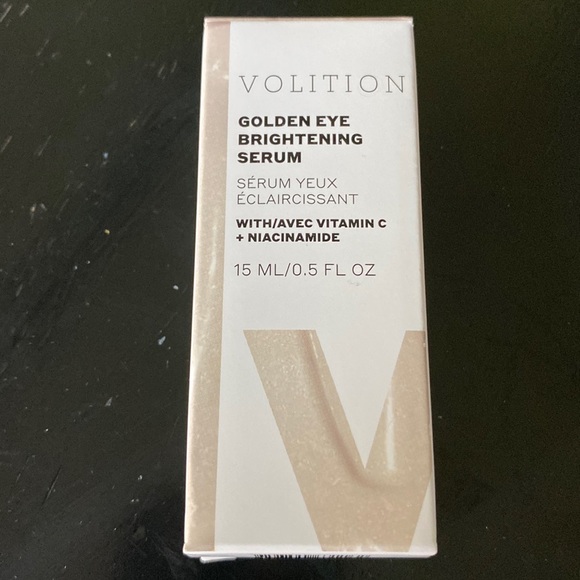 VOLITION
GOLDEN EYE
BRIGHTENING
SERUM
SÉRUM YEUX
ÉCLAIRCISSANT
WITH/AVEC VITAMIN C
+ NIACINAMIDE
15 ML/0.5 FL OZ
V